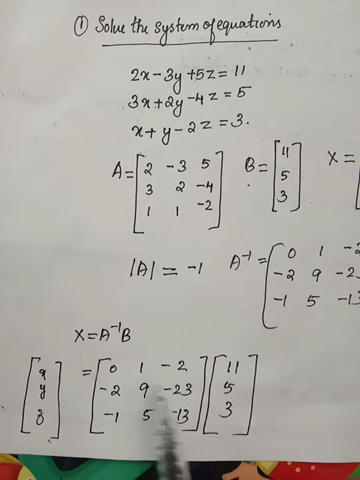 ① Solve the system of equations
2x-3y+5z=11
3x+2y-4z=5
x+y-2z=3.
A=[2 -3 5
3 2 -4
1 1 -2]
B=[11
5
3]
X=[
|A|=-1
A⁻¹=[0 1 -2
-2 9 -23
-1 5 -13
X=A⁻¹B
[x
y
z]
=[0 1 -2
-2 9 -23
-1 5 -13]
[11
5
3]